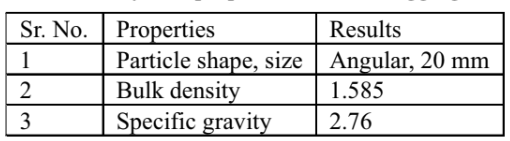 Sr. No. Properties Results
1 Particle shape, size Angular, 20 mm
2 Bulk density 1.585
3 Specific gravity 2.76